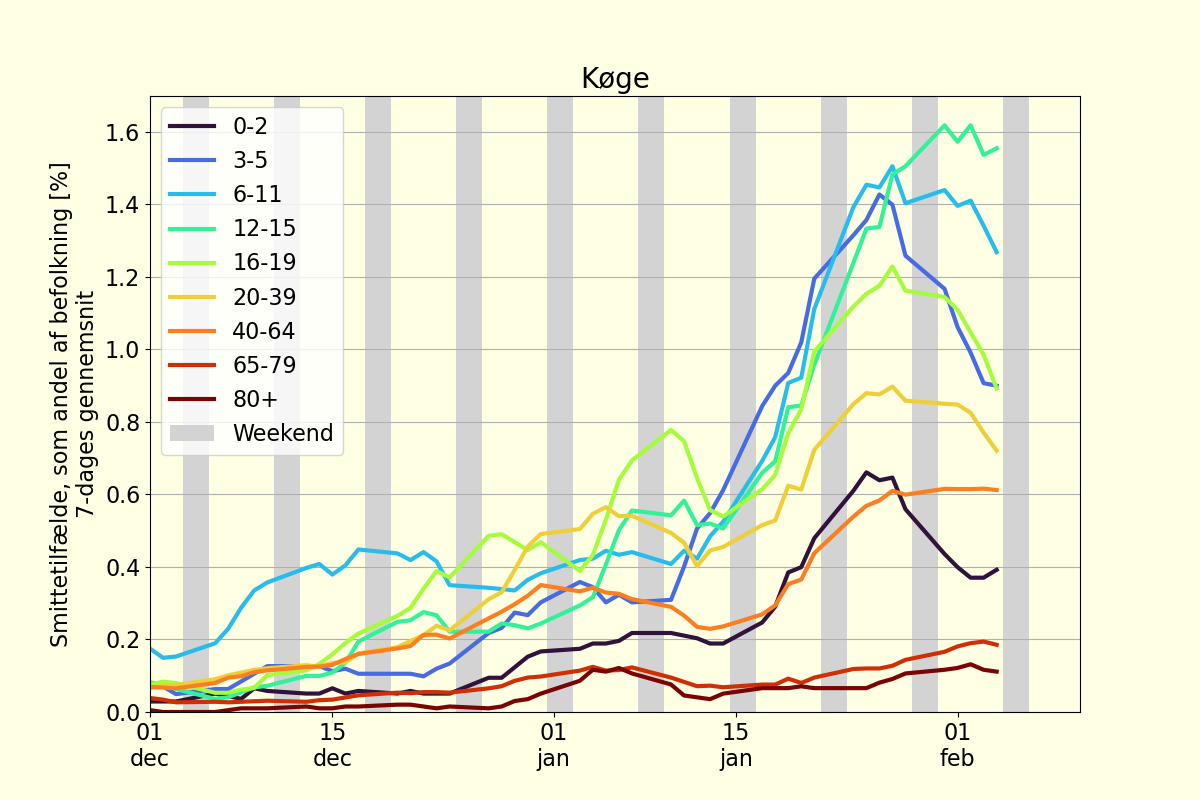 Køge
Smittetilfælde, som andel af befolkning [%]
7-dages gennemsnit
1.6
1.4
1.2
1.0
0.8
0.6
0.4
0.2
0.0
0-2
3-5
6-11
12-15
16-19
20-39
40-64
65-79
80+
Weekend
01
dec
15
dec
01
jan
15
jan
01
feb